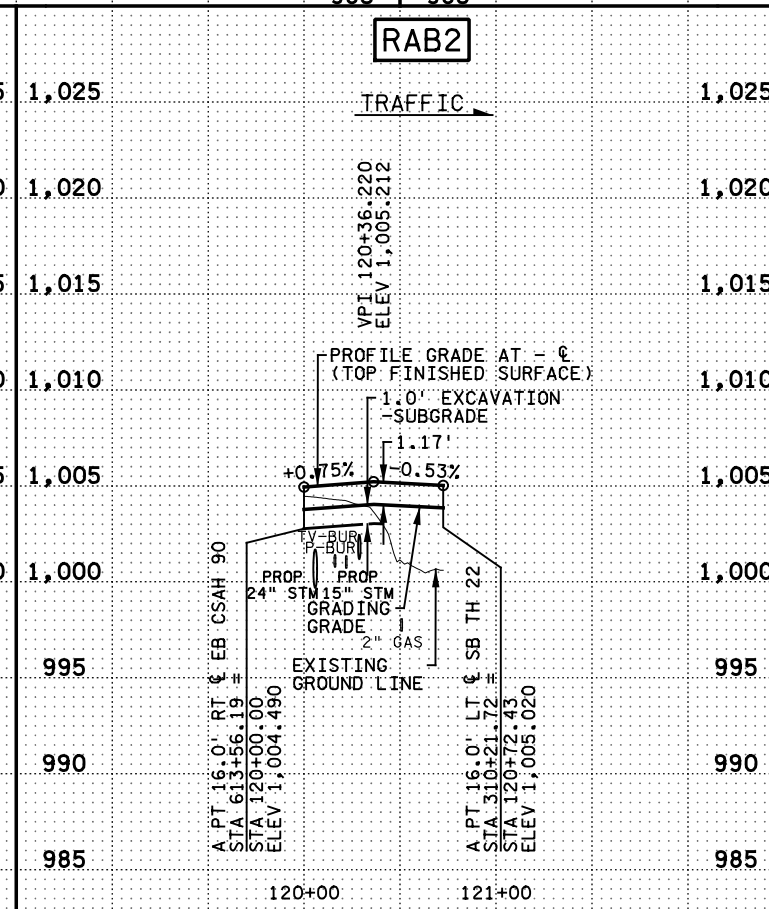 RAB2
TRAFFIC
1,025 1,025
1,020 1,020
1,015 1,015
1,010 1,010
1,005 1,005
1,000 1,000
995 995
990 990
985 985
VPI 120+36.220
ELEV 1,005.212
PROFILE GRADE AT - ℄
(TOP FINISHED SURFACE)
1.0' EXCAVATION
-SUBGRADE
1.17'
+0.75% -0.53%
TV-BUR
P-BUR
PROP
24" STM
PROP
15" STM
GRADING
GRADE
2" GAS
EXISTING
GROUND LINE
A PT 16.0' RT ℄ EB CSAH 90
STA 613+56.19 =
STA 120+00.00
ELEV 1,004.490
A PT 16.0' LT ℄ SB TH 22
STA 310+21.72 =
STA 120+72.43
ELEV 1,005.020
120+00 121+00